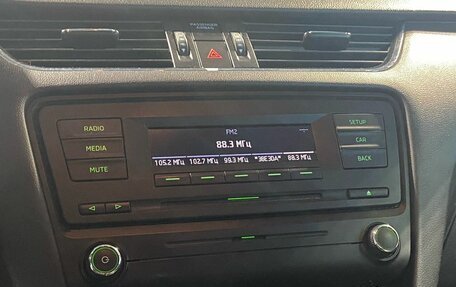 PASSENGER
AIRBAG
FM2
88.3 МГц
105.2 МГц 102.7 МГц 99.3 МГц *ЗВЕЗДА* 88.3 МГц
RADIO
MEDIA
MUTE
SETUP
CAR
BACK